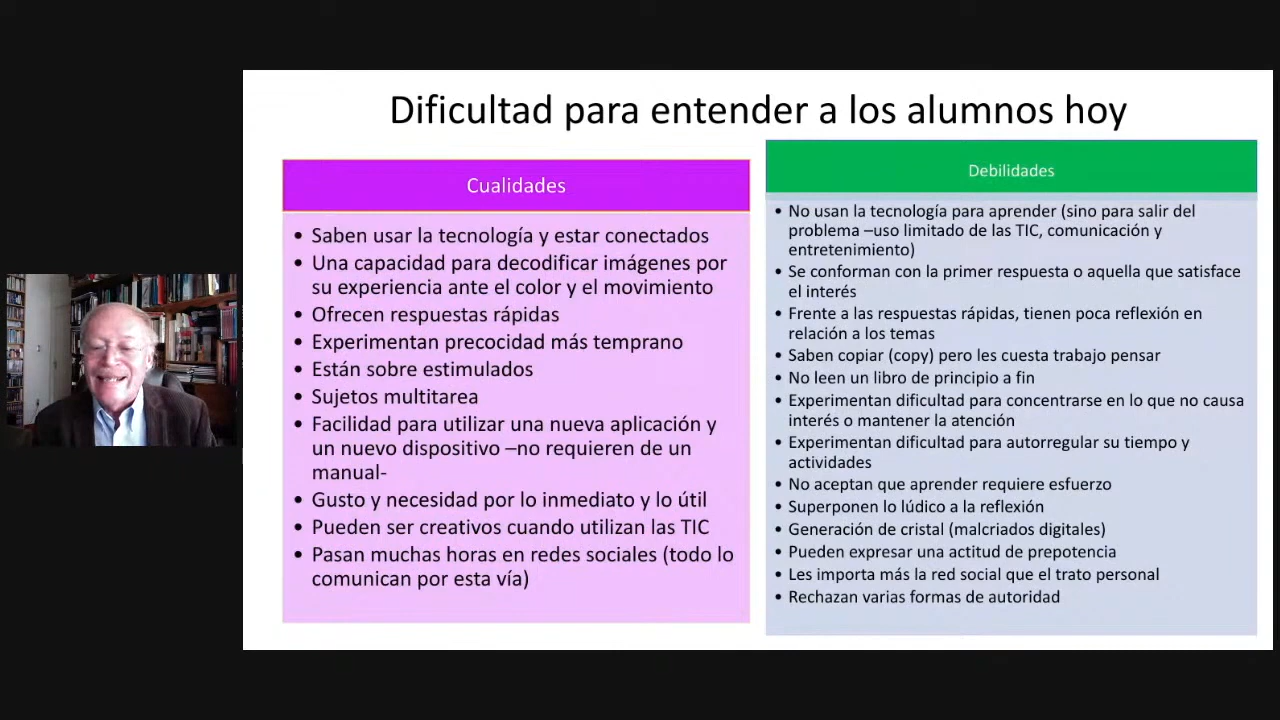 Dificultad para entender a los alumnos hoy
Cualidades
• Saben usar la tecnología y estar conectados
• Una capacidad para decodificar imágenes por
su experiencia ante el color y el movimiento
• Ofrecen respuestas rápidas
• Experimentan precocidad más temprano
• Están sobre estimulados
• Sujetos multitarea
• Facilidad para utilizar una nueva aplicación y
un nuevo dispositivo –no requieren de un
manual-
• Gusto y necesidad por lo inmediato y lo útil
• Pueden ser creativos cuando utilizan las TIC
• Pasan muchas horas en redes sociales (todo lo
comunican por esta vía)
Debilidades
• No usan la tecnología para aprender (sino para salir del
problema –uso limitado de las TIC, comunicación y
entretenimiento)
• Se conforman con la primer respuesta o aquella que satisface
el interés
• Frente a las respuestas rápidas, tienen poca reflexión en
relación a los temas
• Saben copiar (copy) pero les cuesta trabajo pensar
• No leen un libro de principio a fin
• Experimentan dificultad para concentrarse en lo que no causa
interés o mantener la atención
• Experimentan dificultad para autorregular su tiempo y
actividades
• No aceptan que aprender requiere esfuerzo
• Superponen lo lúdico a la reflexión
• Generación de cristal (malcriados digitales)
• Pueden expresar una actitud de prepotencia
• Les importa más la red social que el trato personal
• Rechazan varias formas de autoridad